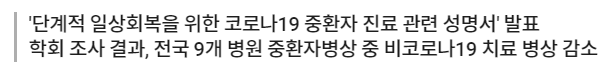 '단계적 일상회복을 위한 코로나19 중환자 진료 관련 성명서' 발표
학회 조사 결과, 전국 9개 병원 중환자병상 중 비코로나19 치료 병상 감소